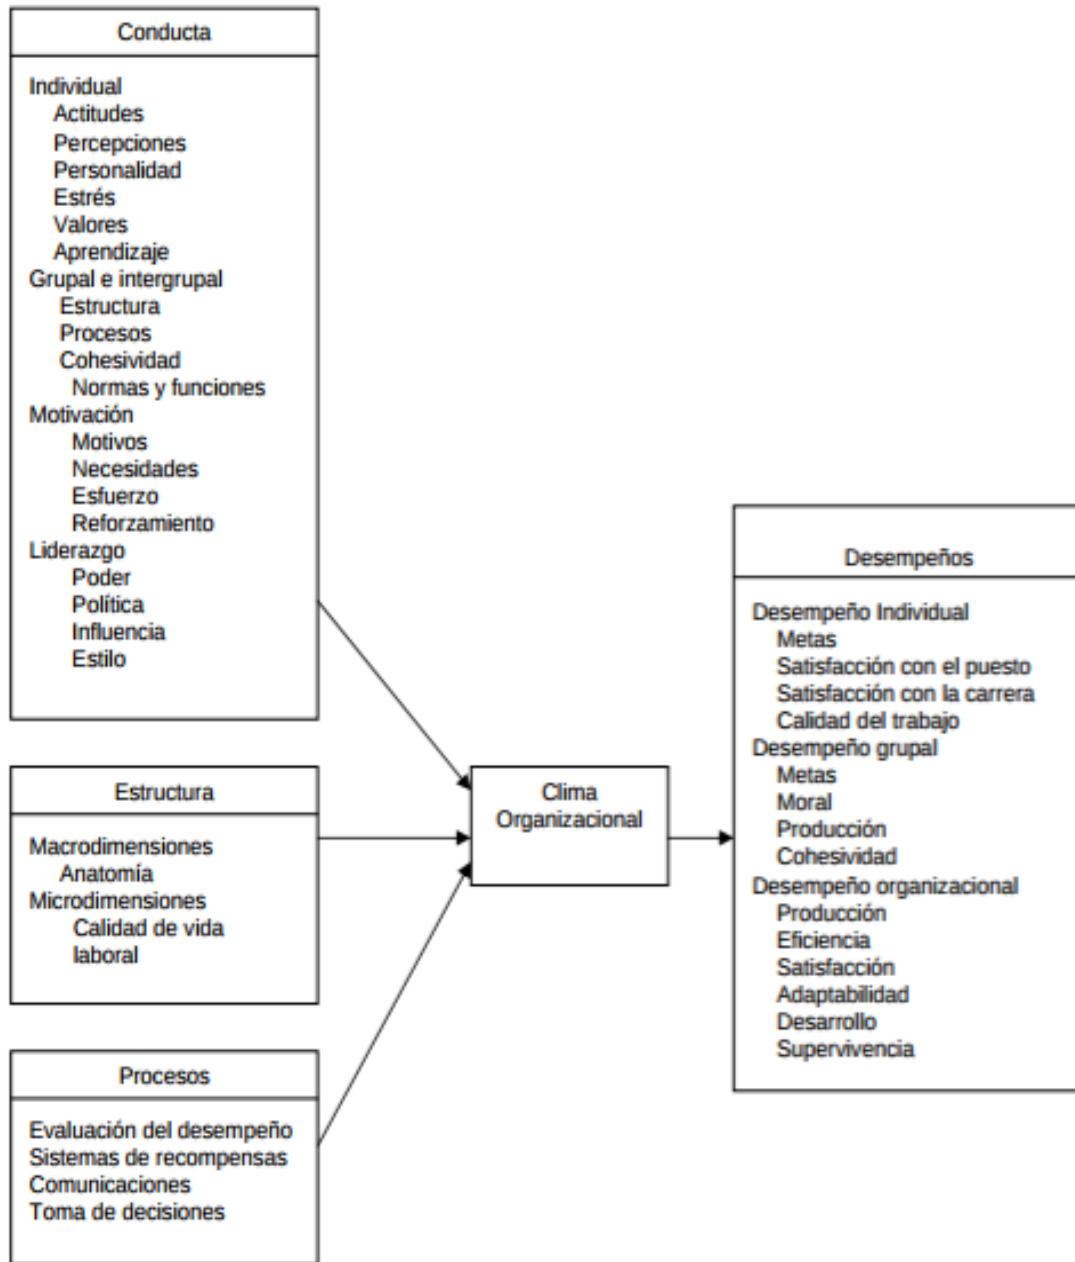 Conducta
Individual
Actitudes
Percepciones
Personalidad
Estrés
Valores
Aprendizaje
Grupal e intergrupal
Estructura
Procesos
Cohesividad
Normas y funciones
Motivación
Motivos
Necesidades
Esfuerzo
Reforzamiento
Liderazgo
Poder
Política
Influencia
Estilo
Estructura
Macrodimensiones
Anatomía
Microdimensiones
Calidad de vida
laboral
Procesos
Evaluación del desempeño
Sistemas de recompensas
Comunicaciones
Toma de decisiones
Clima
Organizacional
Desempeños
Desempeño Individual
Metas
Satisfacción con el puesto
Satisfacción con la carrera
Calidad del trabajo
Desempeño grupal
Metas
Moral
Producción
Cohesividad
Desempeño organizacional
Producción
Eficiencia
Satisfacción
Adaptabilidad
Desarrollo
Supervivencia